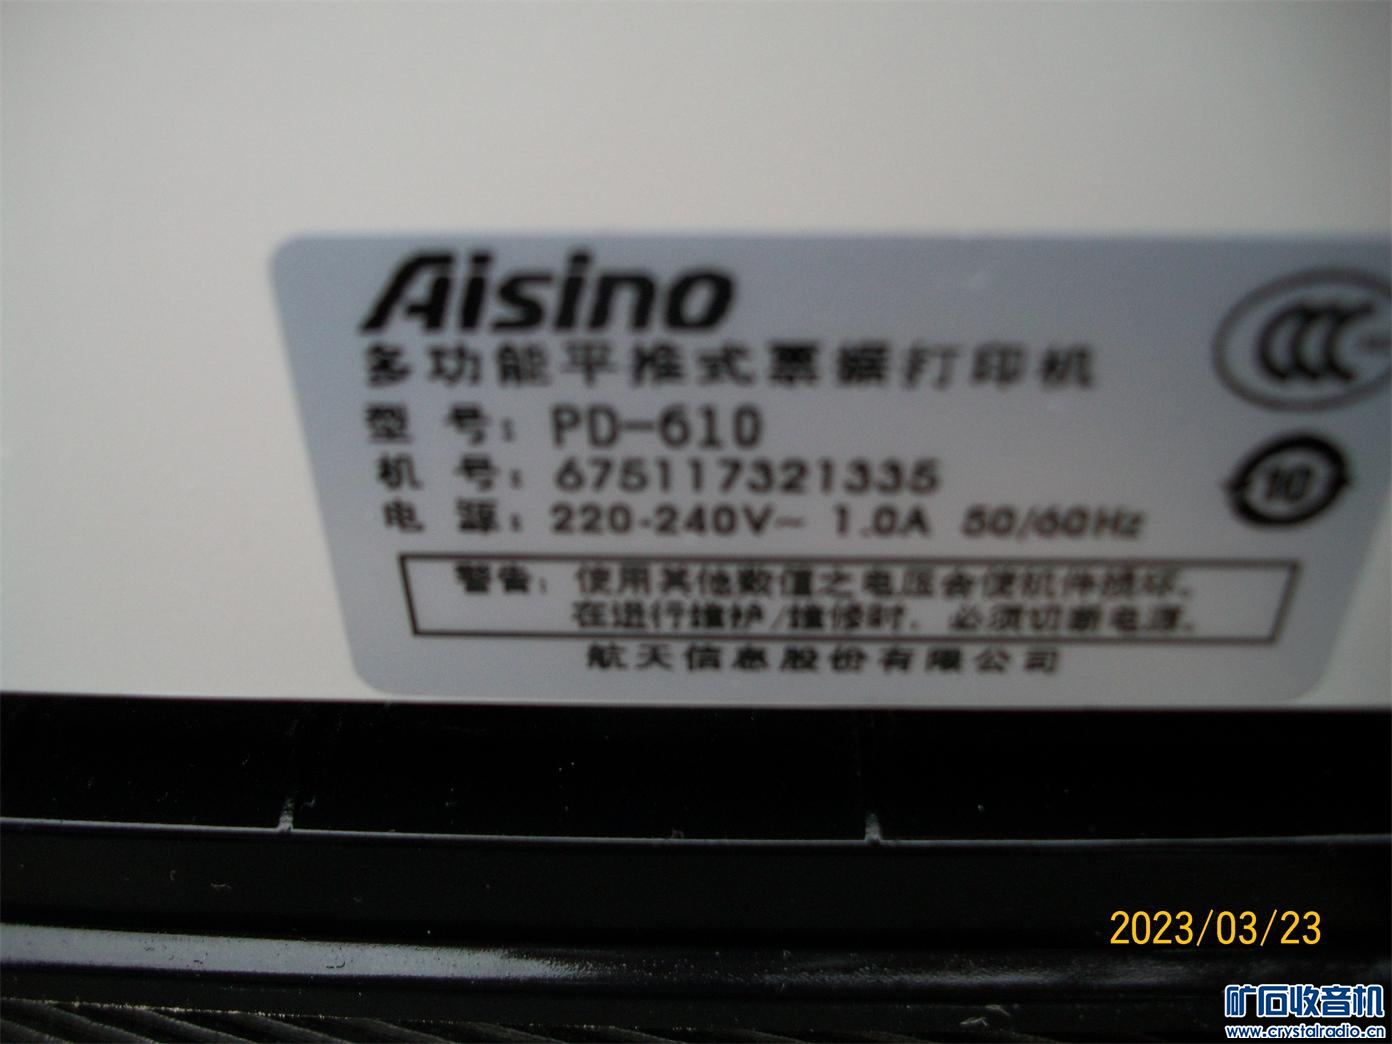 Aisino
多功能平推式票据打印机
型 号: PD-610
机 号: 675117321335
电 源: 220-240V~ 1.0A 50/60Hz
警告: 使用其他数值之电压会使机件损坏、
在进行维护/维修时, 必须切断电源。
航天信息股份有限公司
CCC
10
2023/03/23
矿石收音机
www.crystalradio.cn